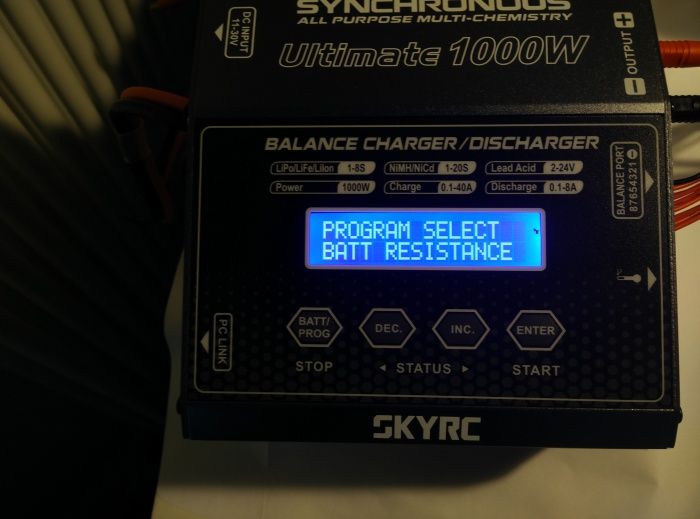 SYNCHRONOUS
ALL PURPOSE MULTI-CHEMISTRY
Ultimate 1000W
DC INPUT
11-30V
OUTPUT
BALANCE CHARGER/DISCHARGER
LiPo/LiFe/LiIon 1-8S NiMH/NiCd 1-20S Lead Acid 2-24V
Power 1000W Charge 0.1-40A Discharge 0.1-8A
BALANCE PORT
87654321
PROGRAM SELECT
BATT RESISTANCE
°C
PC LINK
BATT/
PROG
DEC.
INC.
ENTER
STOP
STATUS
START
SKYRC